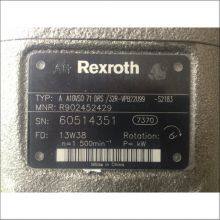 Rexroth
TYP: A A10VSO 71 DRS /32R-VPB22U99 -S2183
MNR: R902452429
SN: 60514351 7370
FD: 13W38 Rotation:
n= 1 500min⁻¹ P= kW